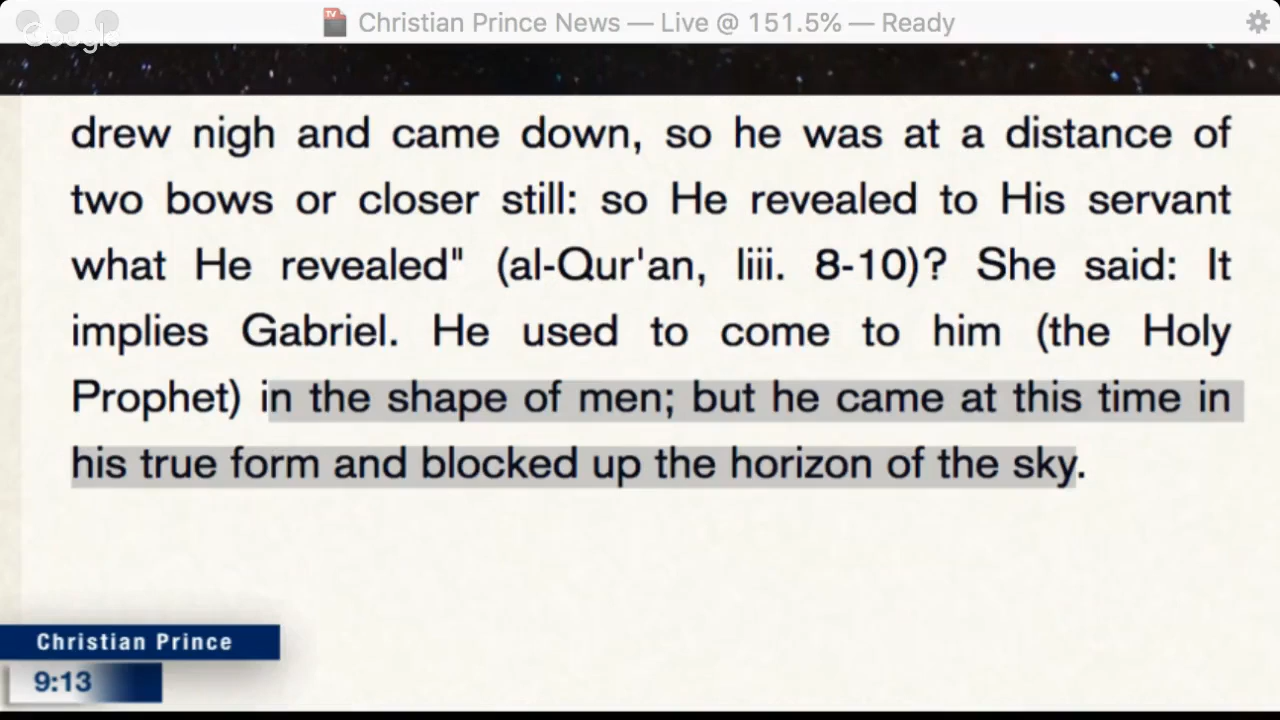 Christian Prince News — Live @ 151.5% — Ready
Google
drew nigh and came down, so he was at a distance of
two bows or closer still: so He revealed to His servant
what He revealed" (al-Qur'an, liii. 8-10)? She said: It
implies Gabriel. He used to come to him (the Holy
Prophet) in the shape of men; but he came at this time in
his true form and blocked up the horizon of the sky.
Christian Prince
9:13